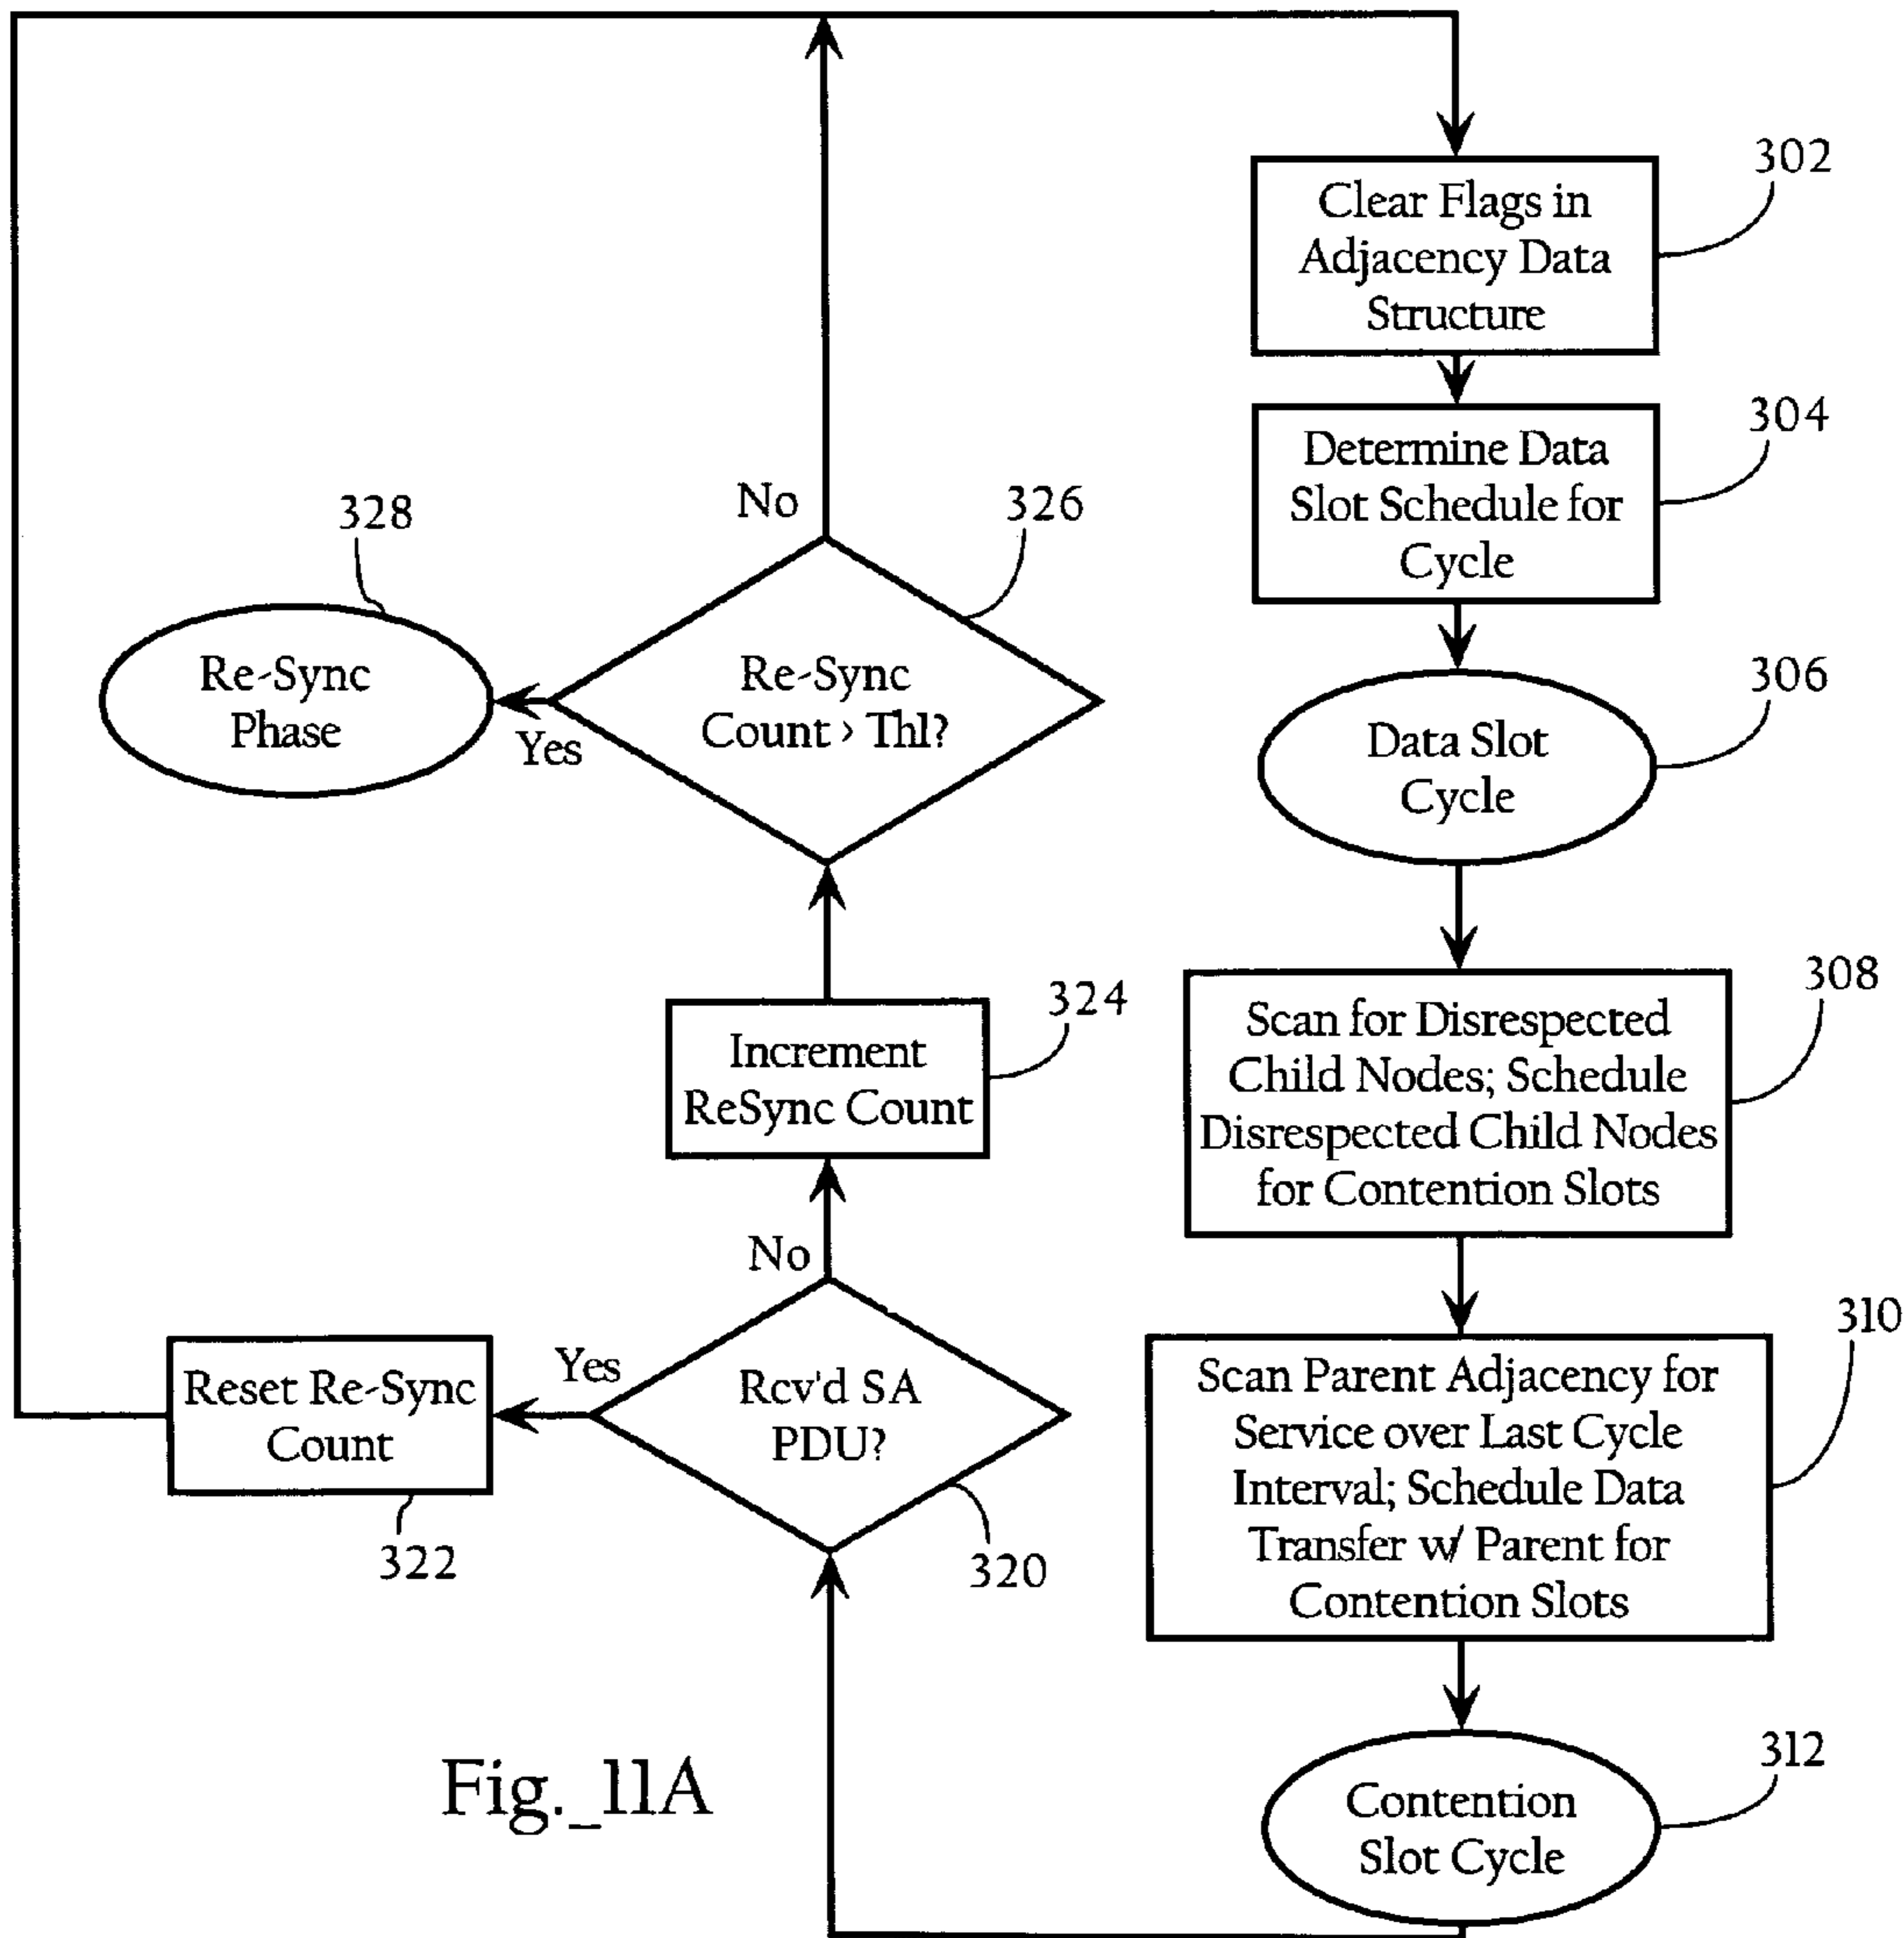 302
Clear Flags in
Adjacency Data
Structure
304
Determine Data
Slot Schedule for
Cycle
306
Data Slot
Cycle
308
Scan for Disrespected
Child Nodes; Schedule
Disrespected Child Nodes
for Contention Slots
310
Scan Parent Adjacency for
Service over Last Cycle
Interval; Schedule Data
Transfer w/ Parent for
Contention Slots
312
Contention
Slot Cycle
320
Rcv'd SA
PDU?
Yes
No
322
Reset Re-Sync
Count
324
Increment
ReSync Count
326
Re-Sync
Count > Th1?
No
Yes
328
Re-Sync
Phase
Fig._11A